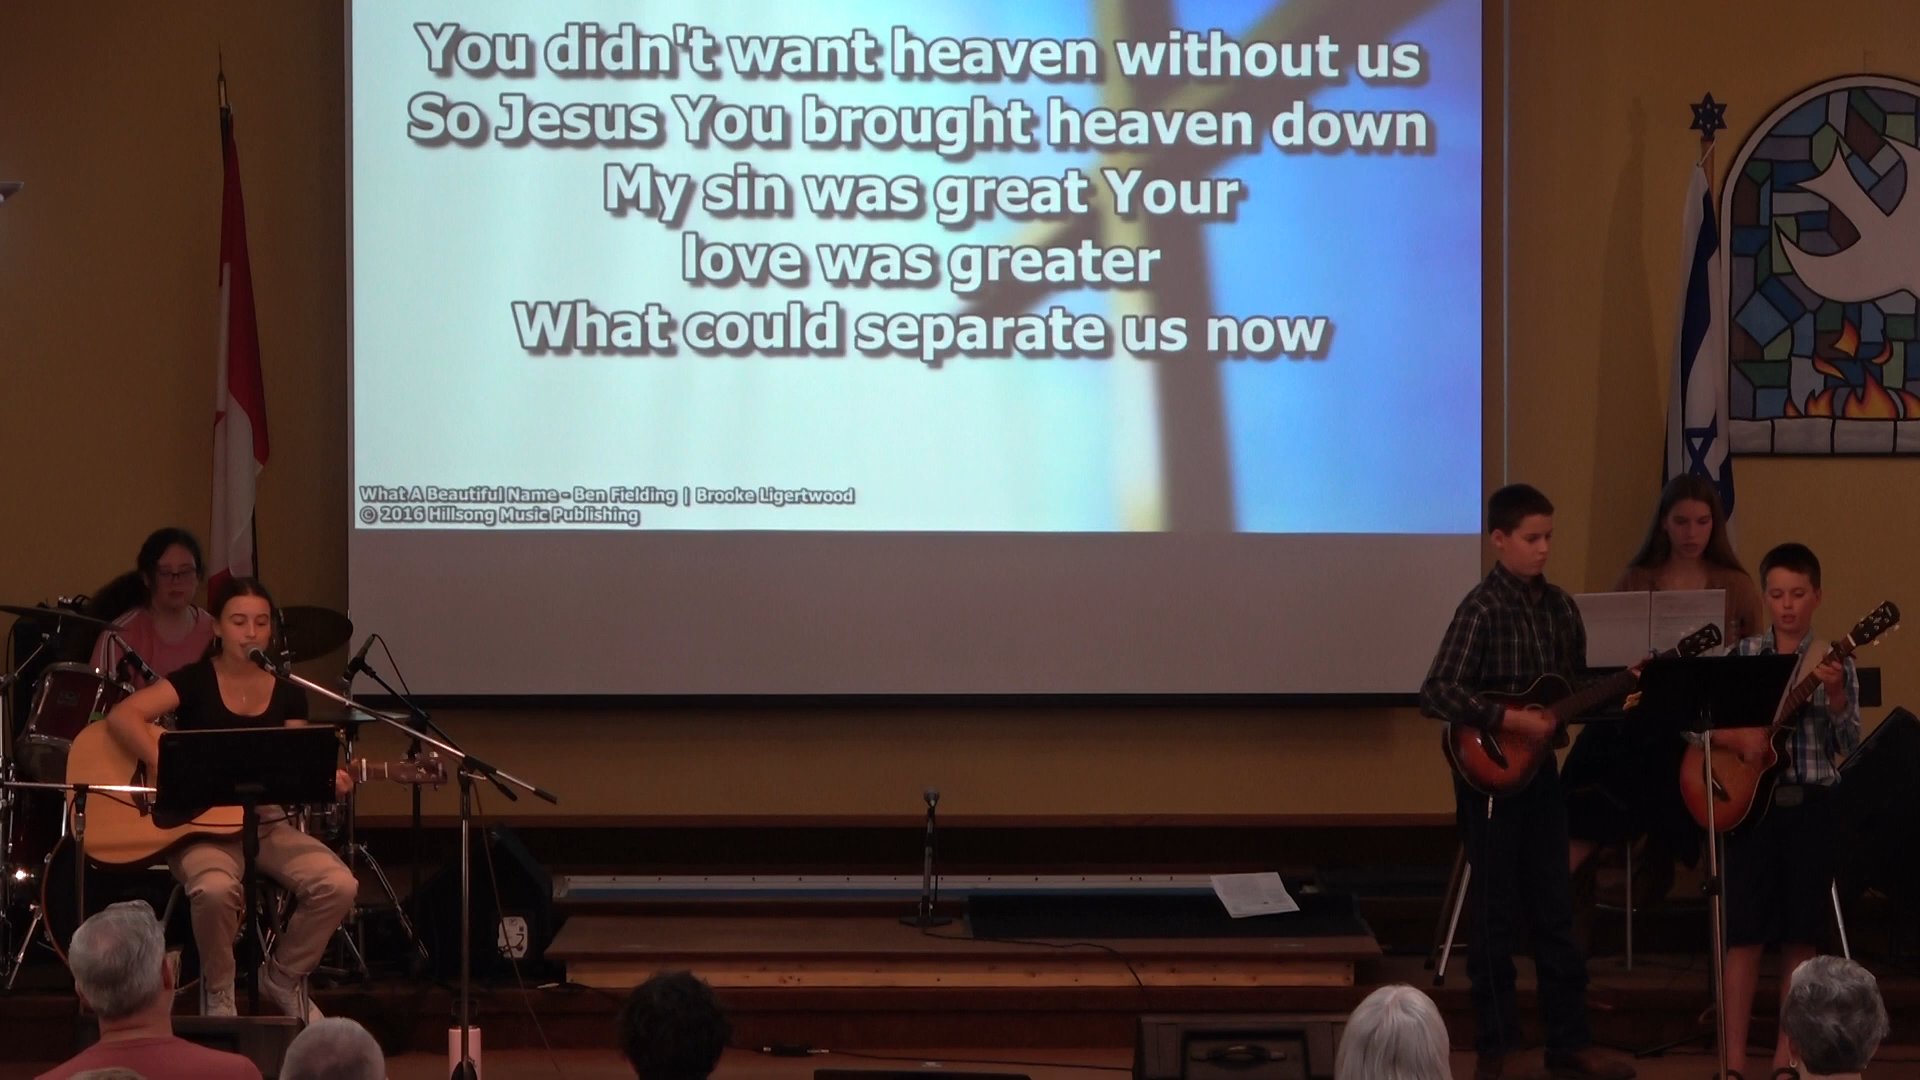 You didn't want heaven without us
So Jesus You brought heaven down
My sin was great Your
love was greater
What could separate us now
What A Beautiful Name - Ben Fielding | Brooke Ligertwood
© 2016 Hillsong Music Publishing